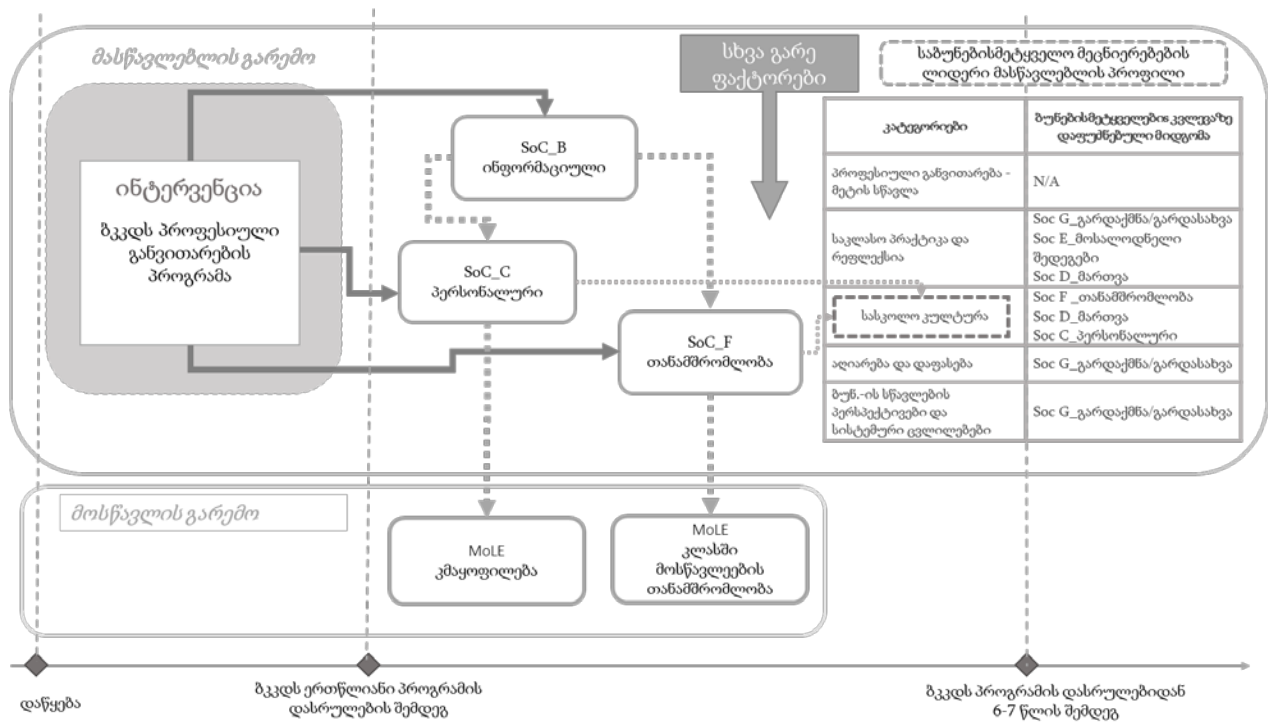 მასწავლებლის გარემო
ინტერვენცია
ბკკდს პროფესიული
განვითარების
პროგრამა
SoC_B
ინფორმაციული
SoC_C
პერსონალური
SoC_F
თანამშრომლობა
სხვა გარე
ფაქტორები
საბუნებისმეტყველო მეცნიერებების
ლიდერი მასწავლებლის პროფილი
კატეგორიები
ბუნებისმეტყველების კვლევაზე
დაფუძნებული მიდგომა
პროფესიული განვითარება -
მეტის სწავლა
N/A
საკლასო პრაქტიკა და
რეფლექსია
Soc G_გარდაქმნა/გარდასახვა
Soc E_მოსალოდნელი
შედეგები
Soc D_მართვა
სასკოლო კულტურა
Soc F _თანამშრომლობა
Soc D_მართვა
Soc C_პერსონალური
აღიარება და დაფასება
Soc G_გარდაქმნა/გარდასახვა
ბუნ.-ის სწავლების
პერსპექტივები და
სისტემური ცვლილებები
Soc G_გარდაქმნა/გარდასახვა
მოსწავლის გარემო
MoLE
კმაყოფილება
MoLE
კლასში
მოსწავლეების
თანამშრომლობა
დაწყება
ბკკდს ერთწლიანი პროგრამის
დასრულების შემდეგ
ბკკდს პროგრამის დასრულებიდან
6-7 წლის შემდეგ